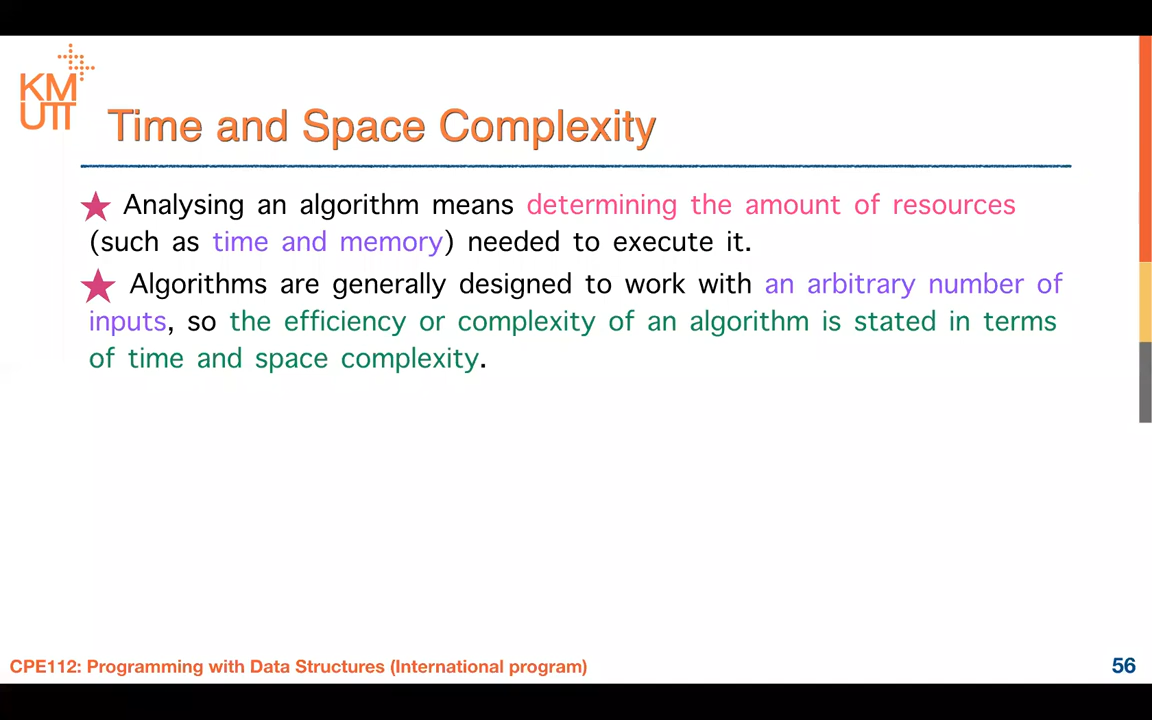 KM
UTT
Time and Space Complexity
Analysing an algorithm means determining the amount of resources
(such as time and memory) needed to execute it.
Algorithms are generally designed to work with an arbitrary number of
inputs, so the efficiency or complexity of an algorithm is stated in terms
of time and space complexity.
CPE112: Programming with Data Structures (International program)
56